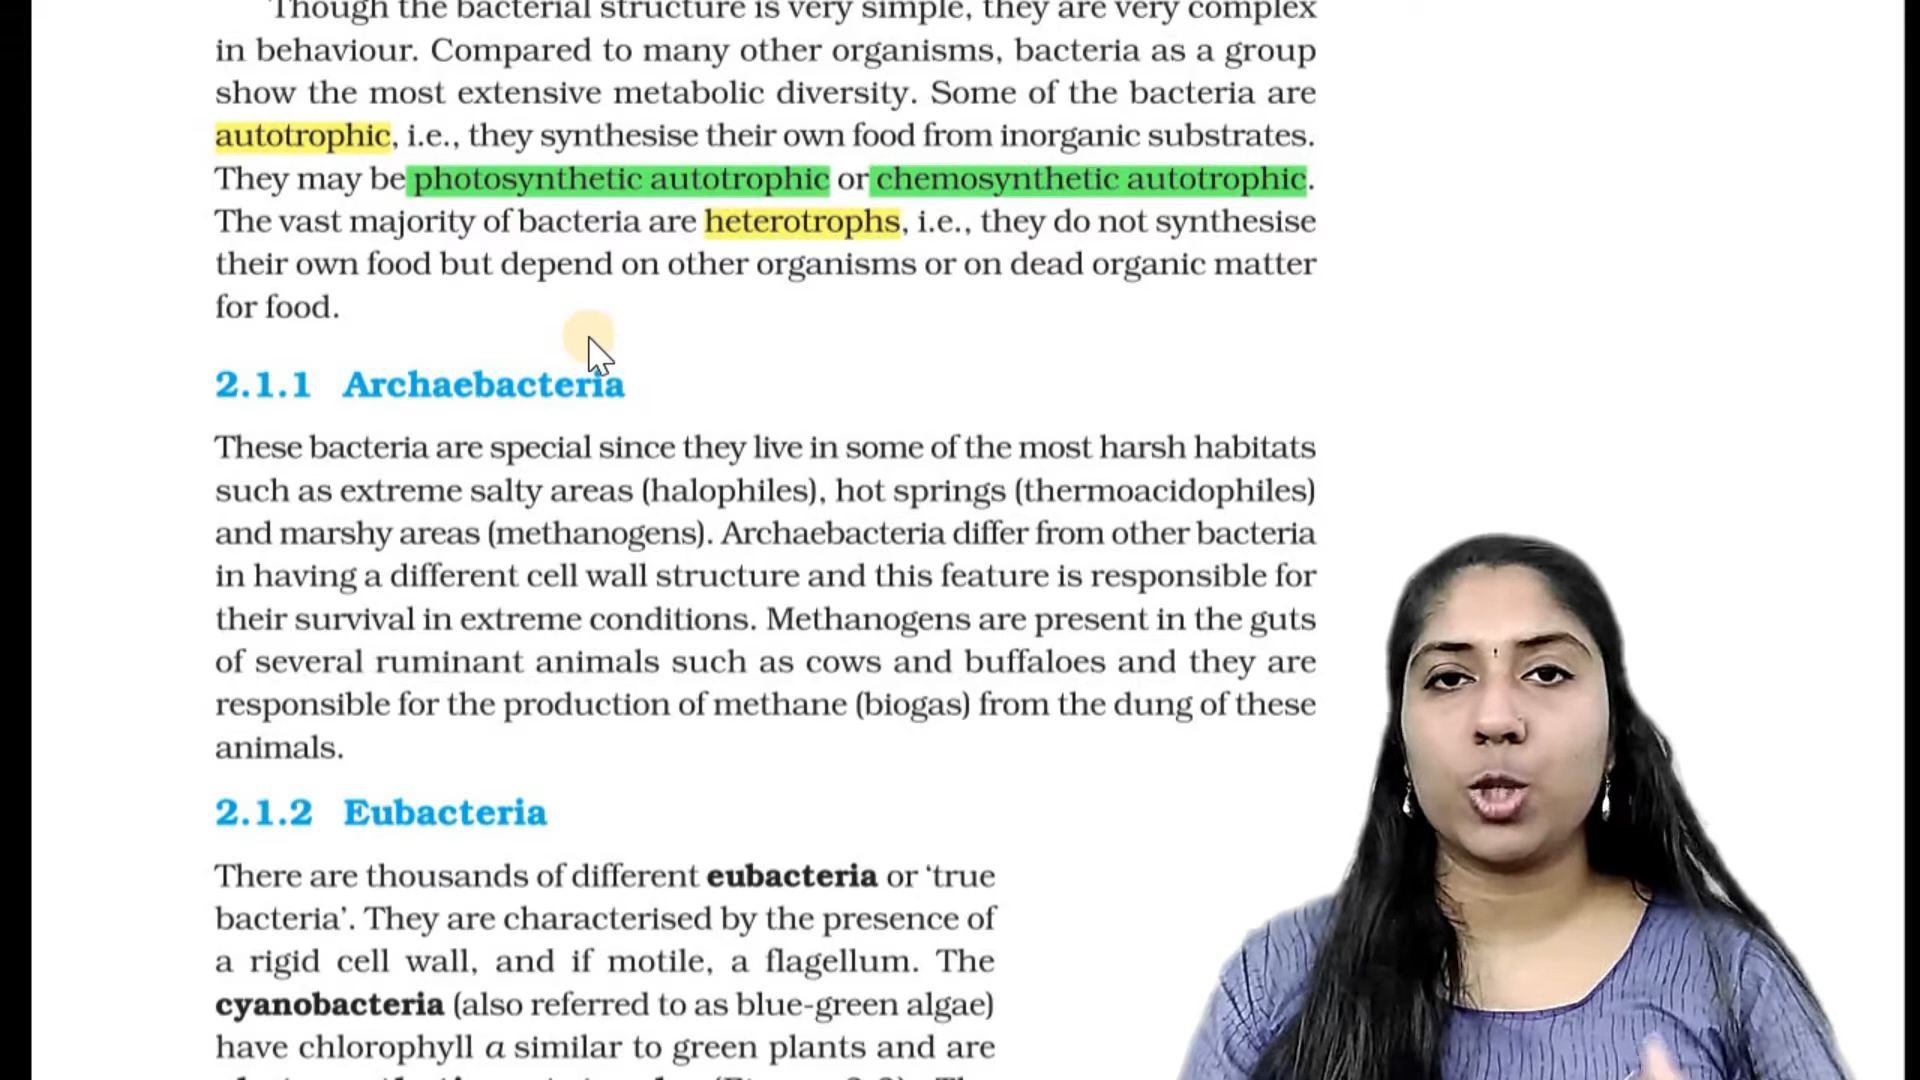 Though the bacterial structure is very simple, they are very complex
in behaviour. Compared to many other organisms, bacteria as a group
show the most extensive metabolic diversity. Some of the bacteria are
autotrophic, i.e., they synthesise their own food from inorganic substrates.
They may be photosynthetic autotrophic or chemosynthetic autotrophic.
The vast majority of bacteria are heterotrophs, i.e., they do not synthesise
their own food but depend on other organisms or on dead organic matter
for food.
2.1.1 Archaebacteria
These bacteria are special since they live in some of the most harsh habitats
such as extreme salty areas (halophiles), hot springs (thermoacidophiles)
and marshy areas (methanogens). Archaebacteria differ from other bacteria
in having a different cell wall structure and this feature is responsible for
their survival in extreme conditions. Methanogens are present in the guts
of several ruminant animals such as cows and buffaloes and they are
responsible for the production of methane (biogas) from the dung of these
animals.
2.1.2 Eubacteria
There are thousands of different eubacteria or ‘true
bacteria’. They are characterised by the presence of
a rigid cell wall, and if motile, a flagellum. The
cyanobacteria (also referred to as blue-green algae)
have chlorophyll a similar to green plants and are